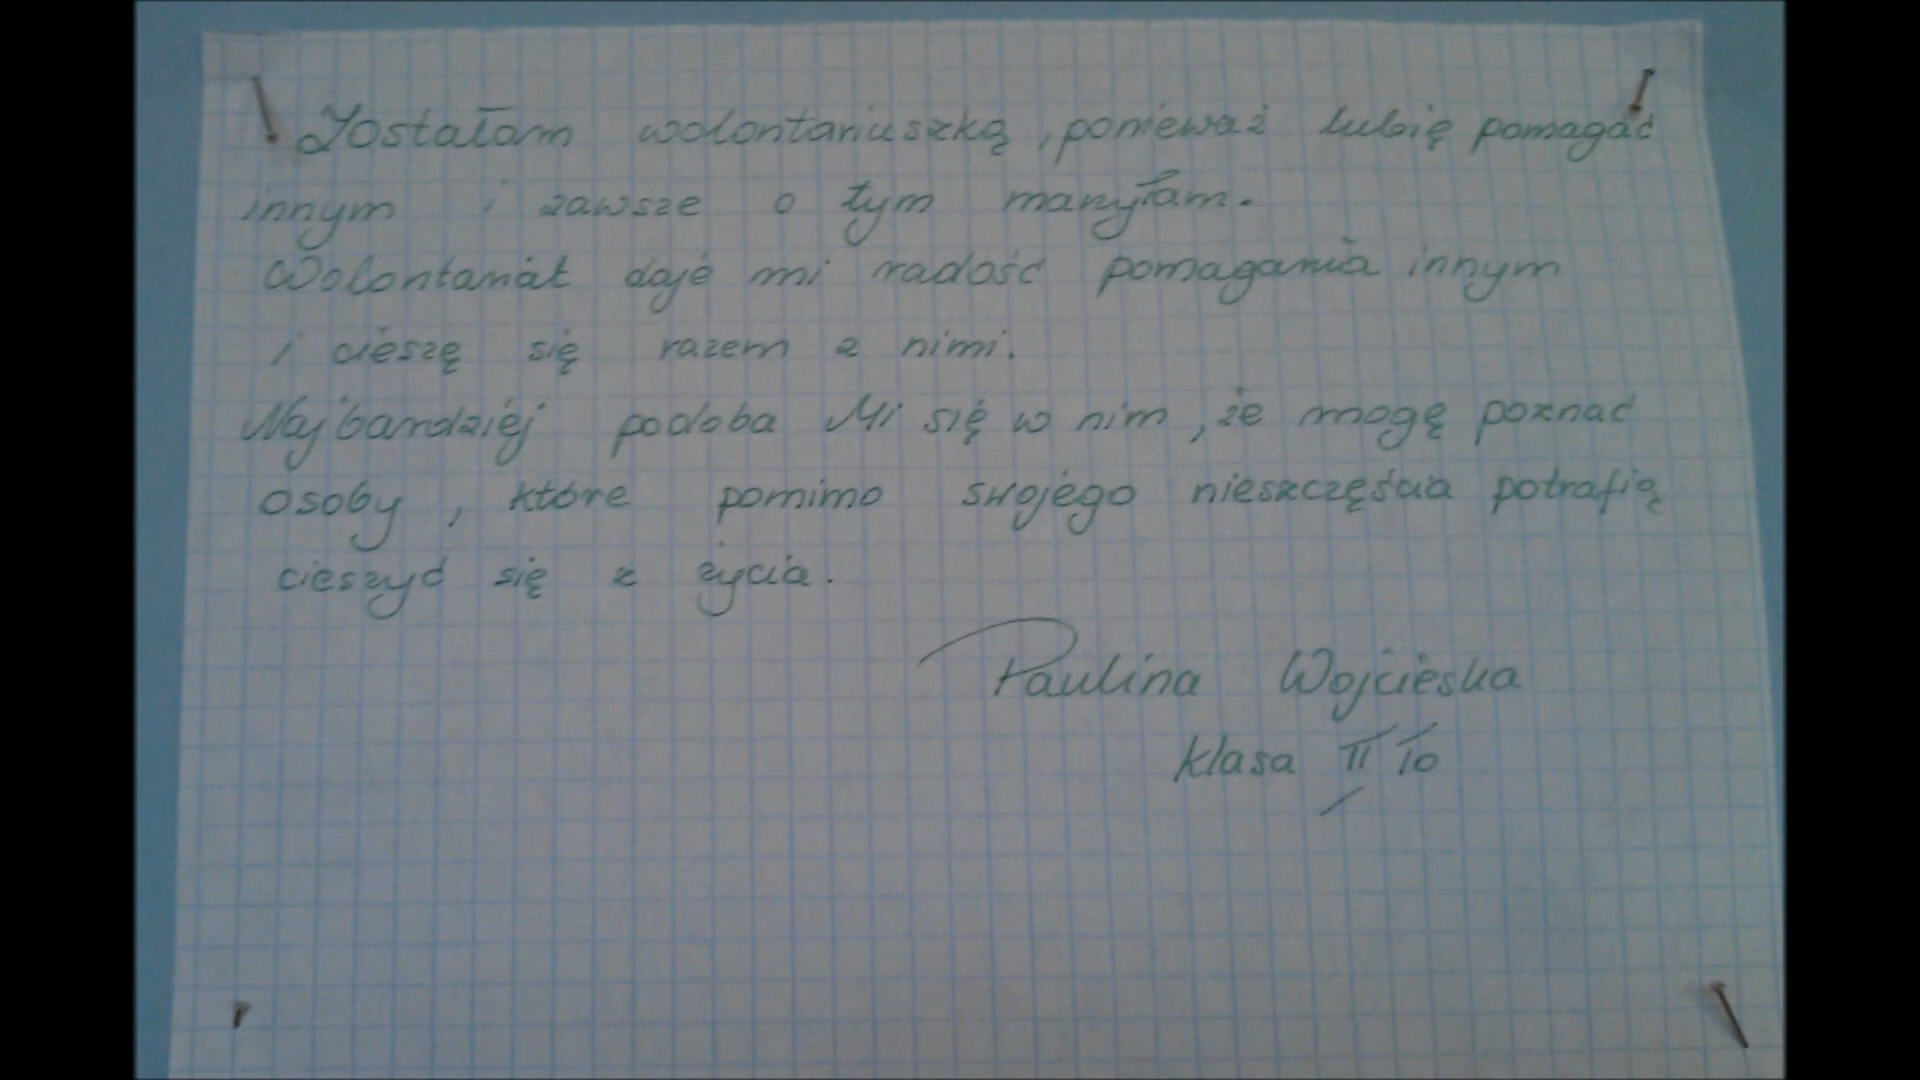 Zostałam wolontariuszką, ponieważ lubię pomagać
innym i zawsze o tym marzyłam.
Wolontariat daje mi radość pomagania innym
i cieszę się razem z nimi.
Najbardziej podoba Mi się w nim, że mogę poznać
osoby, które pomimo swojego nieszczęścia potrafią
cieszyć się z życia.
Paulina Wojcieska
klasa II